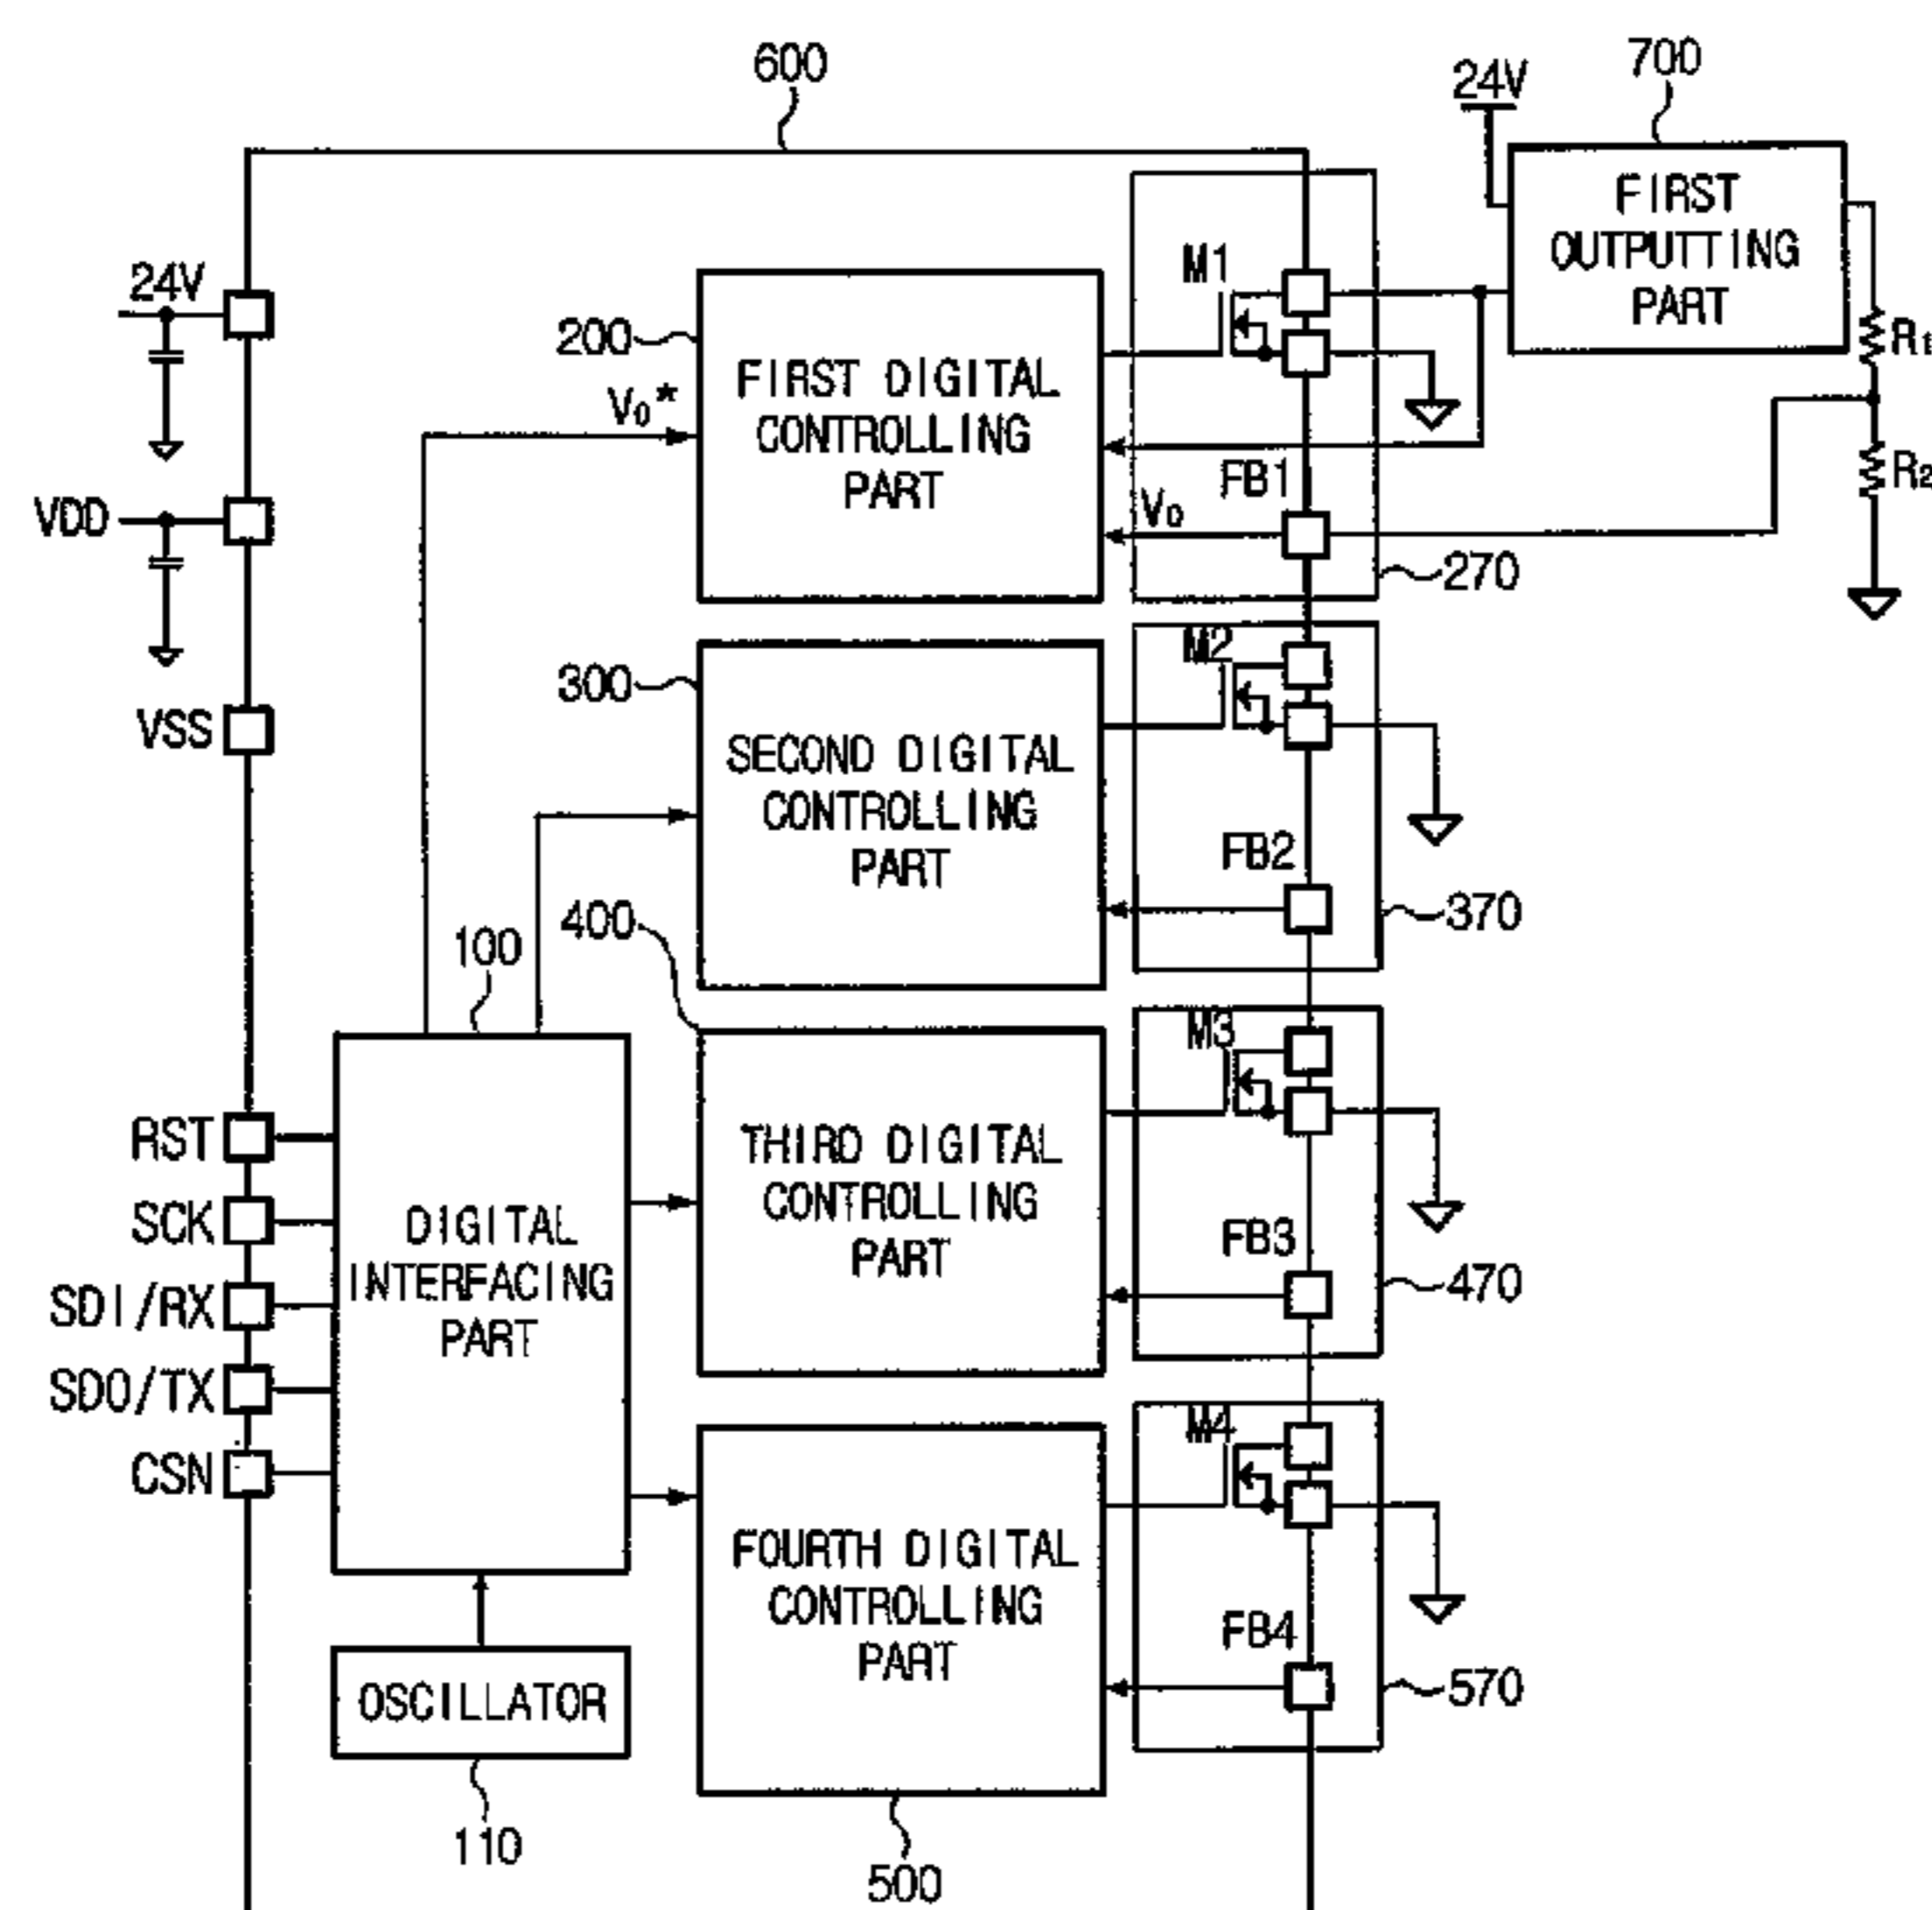 600
24V
700
FIRST
OUTPUTTING
PART
R1
R2
24V
VDD
VSS
200
V0*
FIRST DIGITAL
CONTROLLING
PART
M1
FB1
V0
270
300
SECOND DIGITAL
CONTROLLING
PART
M2
FB2
370
400
100
THIRD DIGITAL
CONTROLLING
PART
M3
FB3
470
RST
SCK
SDI/RX
SDO/TX
CSN
DIGITAL
INTERFACING
PART
FOURTH DIGITAL
CONTROLLING
PART
M4
FB4
570
OSCILLATOR
110
500